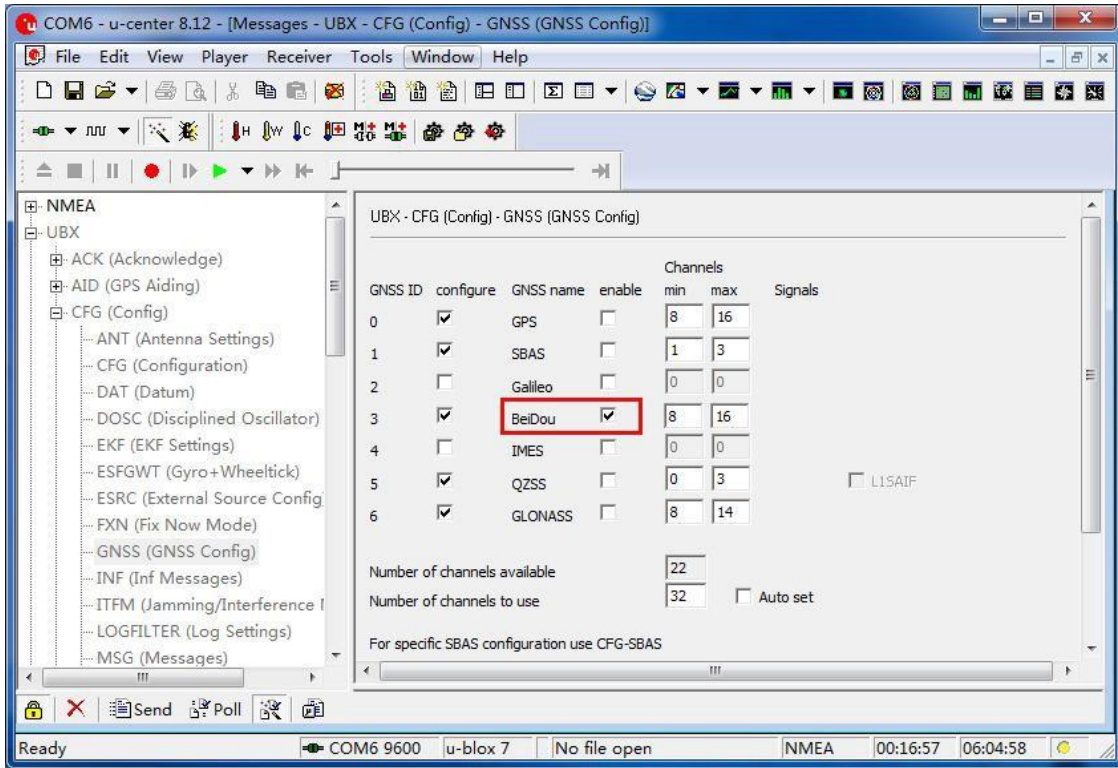 COM6 - u-center 8.12 - [Messages - UBX - CFG (Config) - GNSS (GNSS Config)]
File Edit View Player Receiver Tools Window Help
NMEA
UBX
ACK (Acknowledge)
AID (GPS Aiding)
CFG (Config)
ANT (Antenna Settings)
CFG (Configuration)
DAT (Datum)
DOSC (Disciplined Oscillator)
EKF (EKF Settings)
ESFGWT (Gyro+Wheeltick)
ESRC (External Source Config
FXN (Fix Now Mode)
GNSS (GNSS Config)
INF (Inf Messages)
ITFM (Jamming/Interference
LOGFILTER (Log Settings)
MSG (Messages)
UBX - CFG (Config) - GNSS (GNSS Config)
Channels
GNSS ID configure GNSS name enable min max Signals
0 GPS 8 16
1 SBAS 1 3
2 Galileo 0 0
3 BeiDou 8 16
4 IMES 0 0
5 QZSS 0 3 L1SAIF
6 GLONASS 8 14
Number of channels available 22
Number of channels to use 32 Auto set
For specific SBAS configuration use CFG-SBAS
Send Poll
Ready COM6 9600 u-blox 7 No file open NMEA 00:16:57 06:04:58